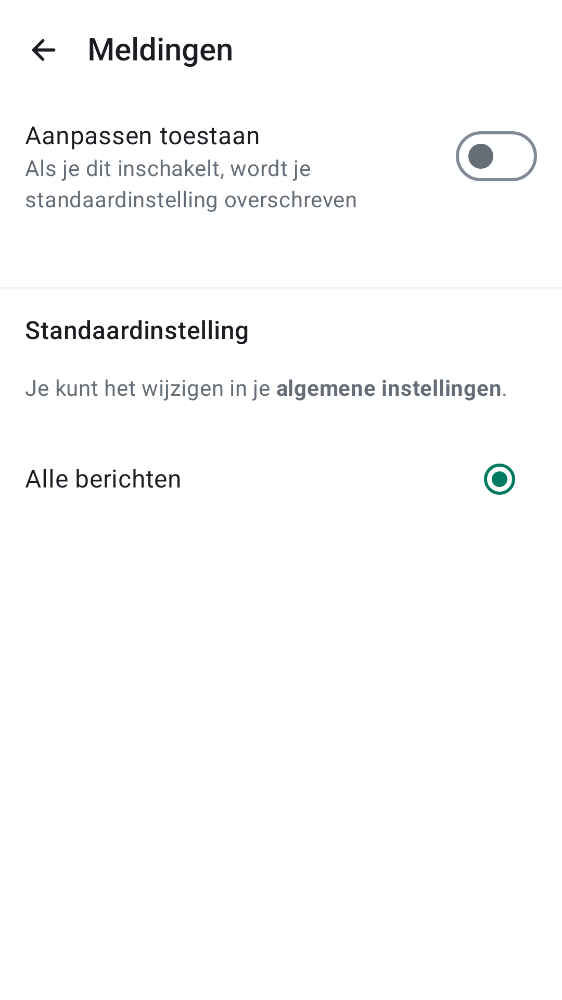 Meldingen
Aanpassen toestaan
Als je dit inschakelt, wordt je
standaardinstelling overschreven
Standaardinstelling
Je kunt het wijzigen in je algemene instellingen.
Alle berichten